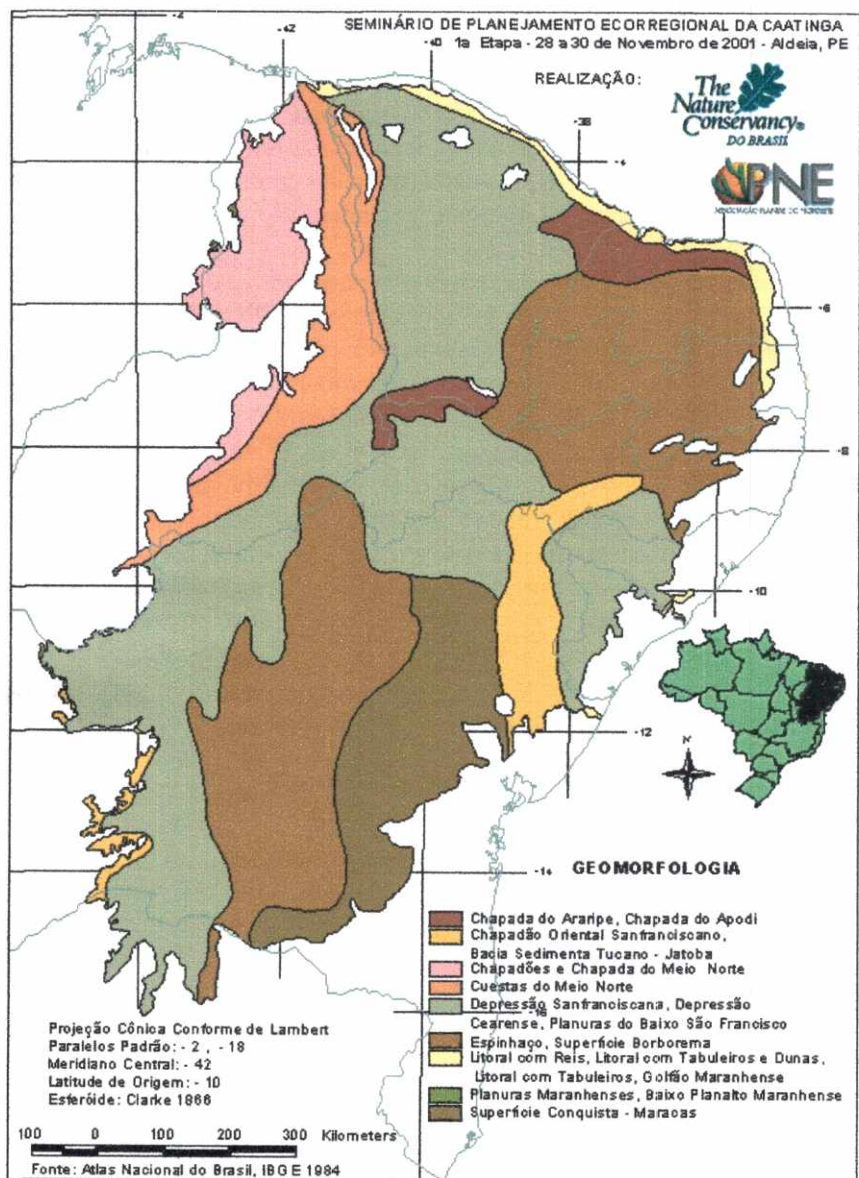 SEMINÁRIO DE PLANEJAMENTO ECORREGIONAL DA CAATINGA
1a Etapa - 28 a 30 de Novembro de 2001 - Aldeia, PE
REALIZAÇÃO:
The
Nature
Conservancy®
DO BRASIL
PNE
-2
-42
-40
-38
-4
-6
-8
-10
-12
N
-14
-16
GEOMORFOLOGIA
Chapada do Araripe, Chapada do Apodi
Chapadão Oriental Sanfranciscano,
Bacia Sedimenta Tucano - Jatoba
Chapadões e Chapada do Meio Norte
Cuestas do Meio Norte
Depressão Sanfranciscana, Depressão
Cearense, Planuras do Baixo São Francisco
Espinhaço, Superfície Borborema
Litoral com Reis, Litoral com Tabuleiros e Dunas,
Litoral com Tabuleiros, Golfão Maranhense
Planuras Maranhenses, Baixo Planalto Maranhense
Superfície Conquista - Maracas
Projeção Cônica Conforme de Lambert
Paralelos Padrão: - 2 , - 18
Meridiano Central: - 42
Latitude de Origem: - 10
Esferóide: Clarke 1866
100 0 100 200 300 Kilometers
Fonte: Atlas Nacional do Brasil, IBGE 1984